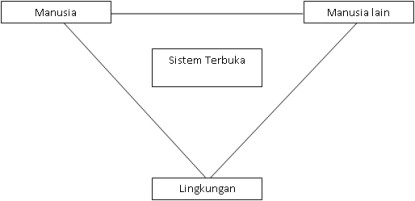 Manusia
Manusia lain
Sistem Terbuka
Lingkungan